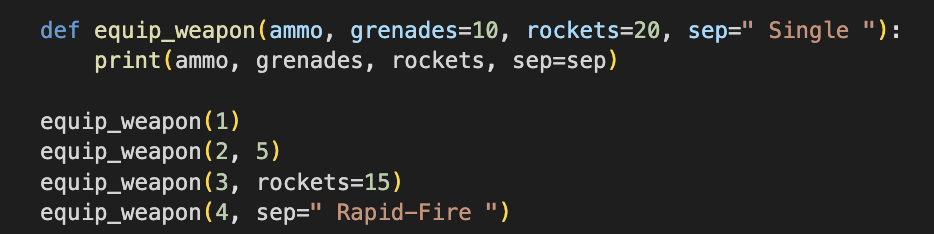 def equip_weapon(ammo, grenades=10, rockets=20, sep=" Single "):
    print(ammo, grenades, rockets, sep=sep)

equip_weapon(1)
equip_weapon(2, 5)
equip_weapon(3, rockets=15)
equip_weapon(4, sep=" Rapid-Fire ")